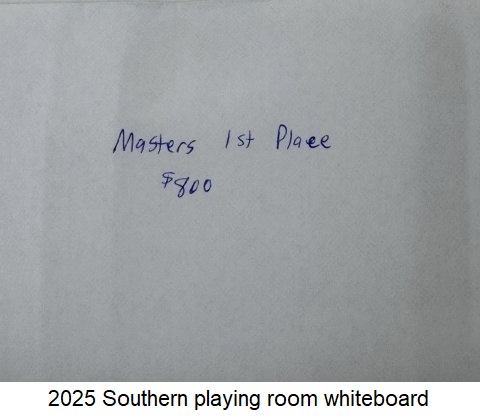 Masters 1st Place
$800
2025 Southern playing room whiteboard